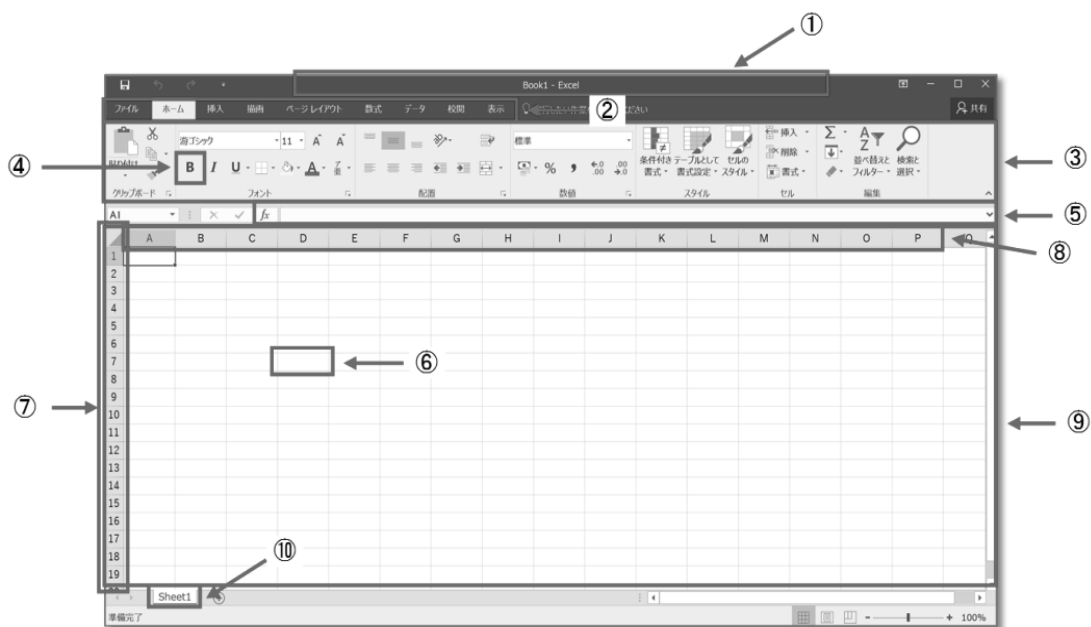 ①
Book1 - Excel
ファイル ホーム 挿入 描画 ページ レイアウト 数式 データ 校閲 表示 ② 共有
④ 游ゴシック 11 A A 標準 挿入 Σ A Z ③
B I U A % 9 .0 .00 .00 .0 条件付き 書式 テーブルとして 書式設定 セルの スタイル 削除 書式 並べ替えと フィルター 検索と 選択
クリップボード フォント 配置 数値 スタイル セル 編集
A1 fx ⑤
A B C D E F G H I J K L M N O P ⑧
1
2
3
4
5
6
7 ⑥
8
9
⑦ 10 ⑨
11
12
13
14
15
16
17
18 ⑩
19
Sheet1
準備完了 100%